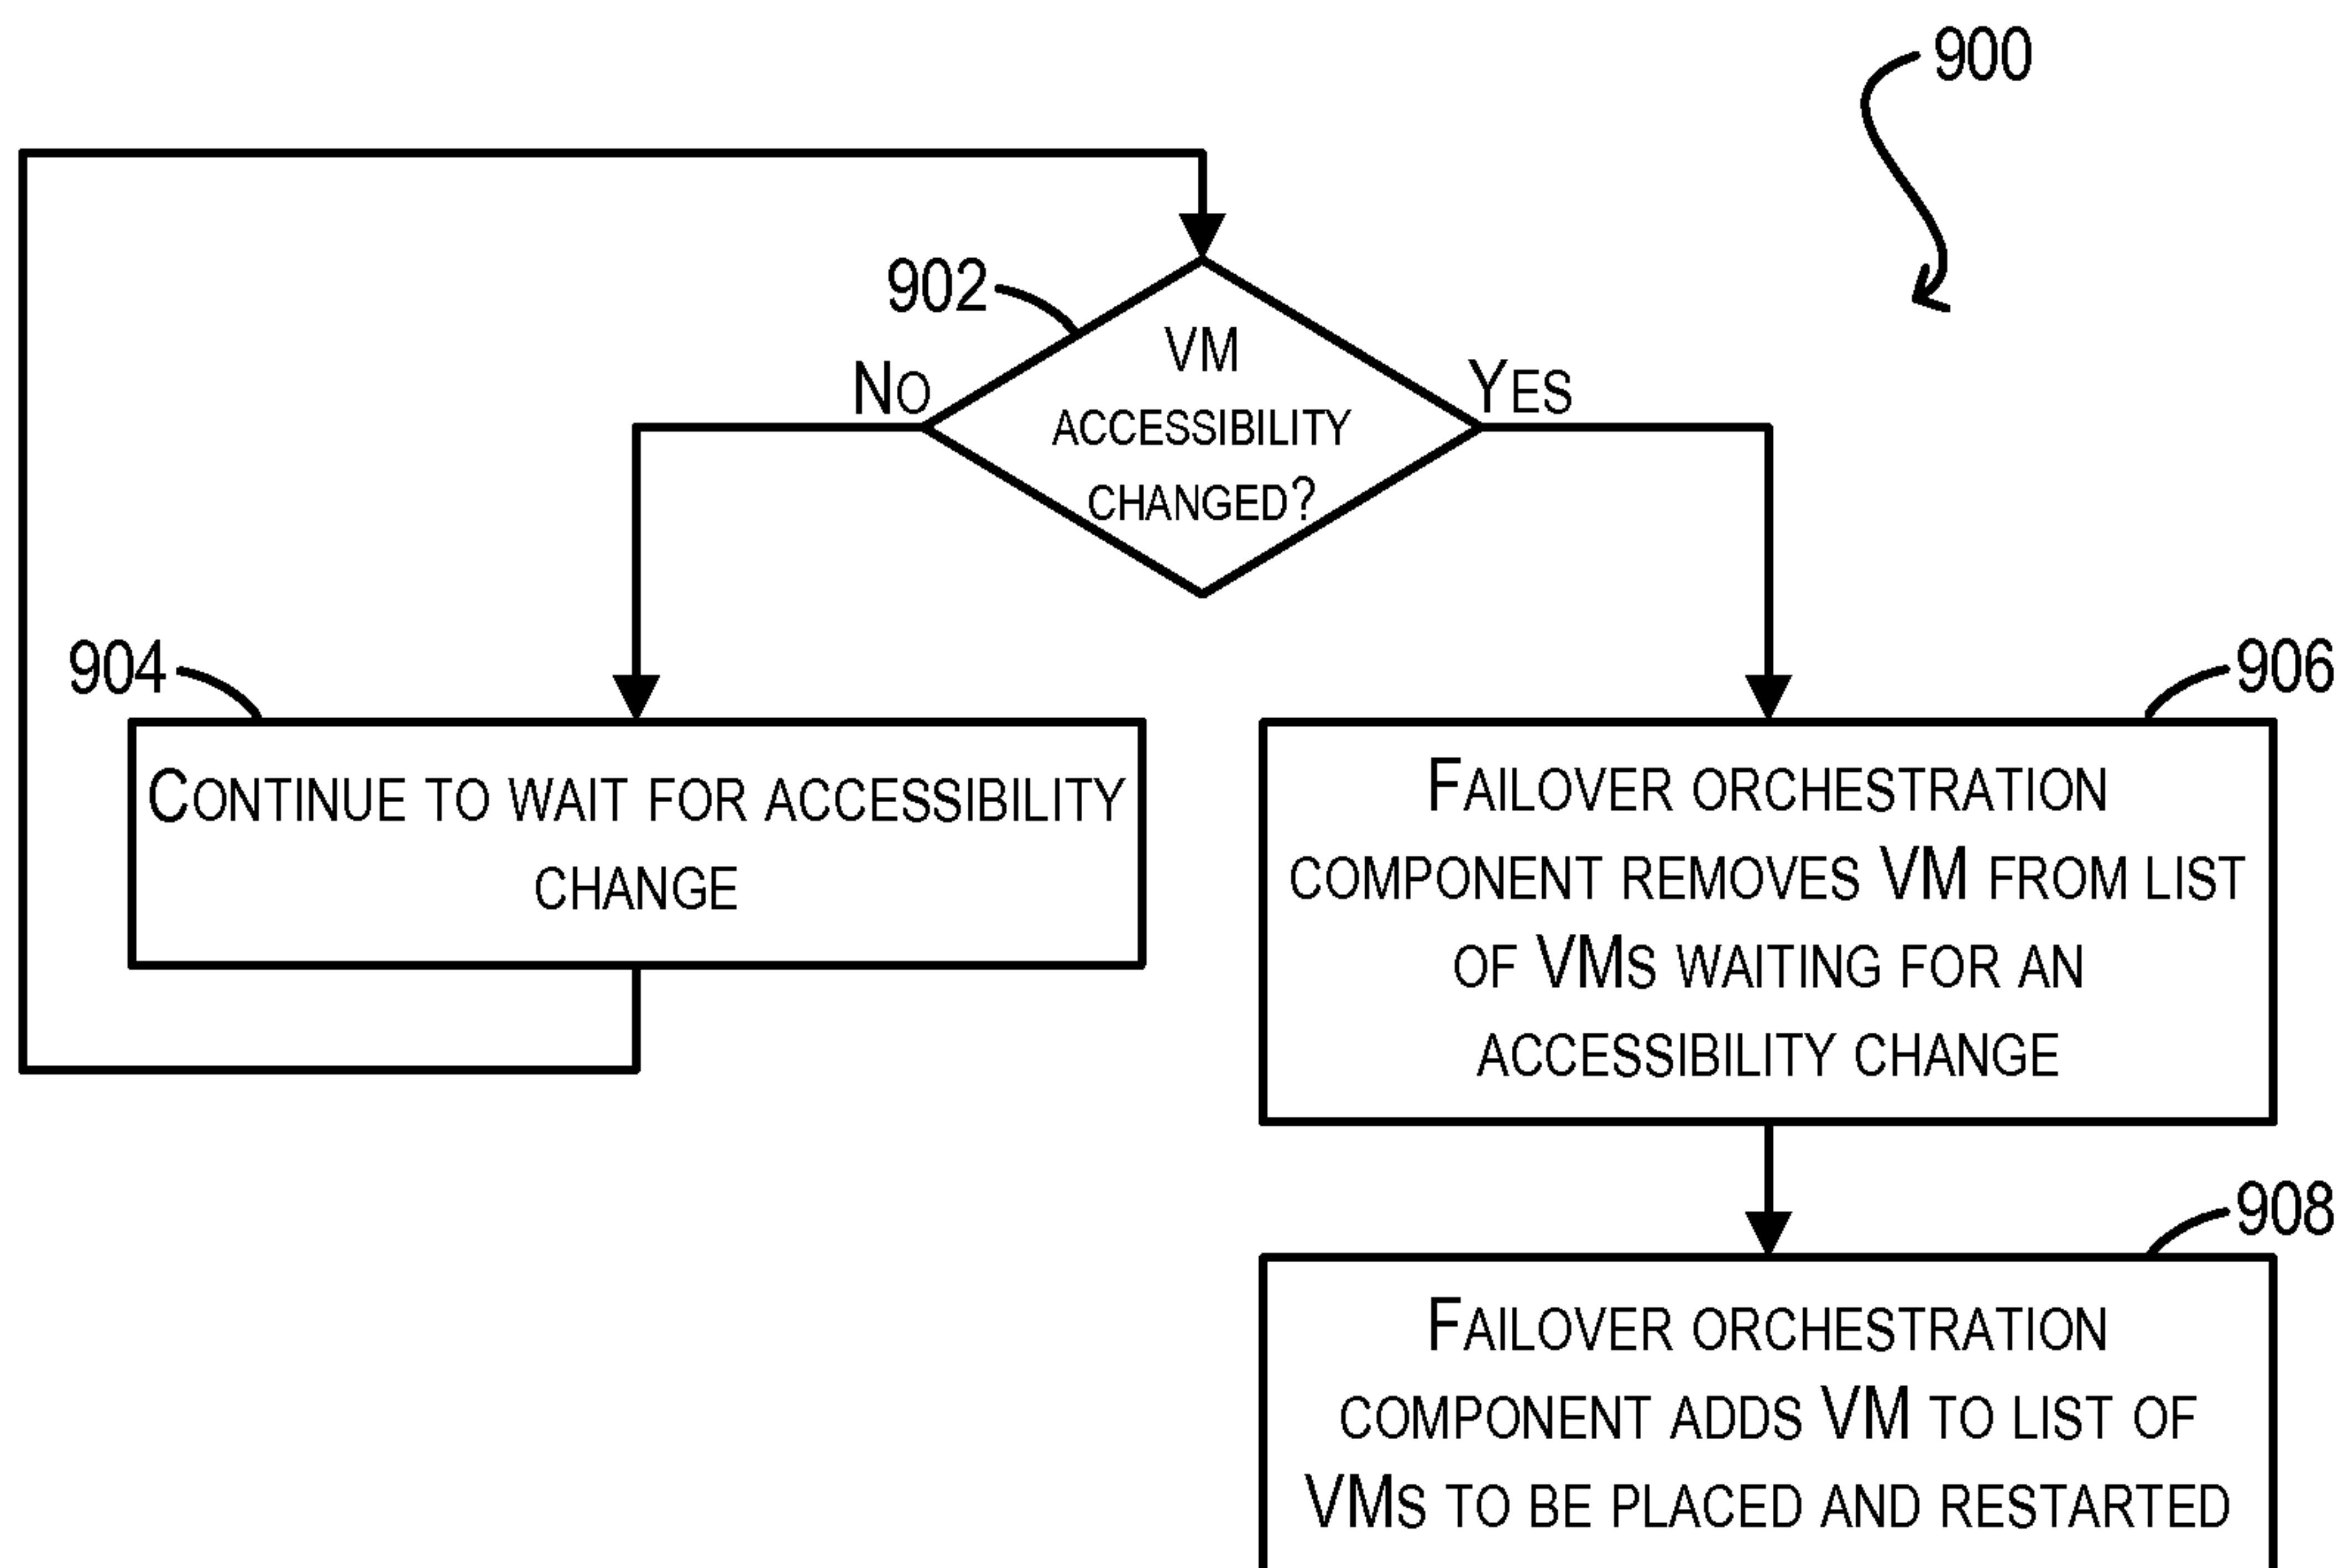 900
902
VM
ACCESSIBILITY
CHANGED?
NO
YES
904
CONTINUE TO WAIT FOR ACCESSIBILITY
CHANGE
906
FAILOVER ORCHESTRATION
COMPONENT REMOVES VM FROM LIST
OF VMS WAITING FOR AN
ACCESSIBILITY CHANGE
908
FAILOVER ORCHESTRATION
COMPONENT ADDS VM TO LIST OF
VMS TO BE PLACED AND RESTARTED